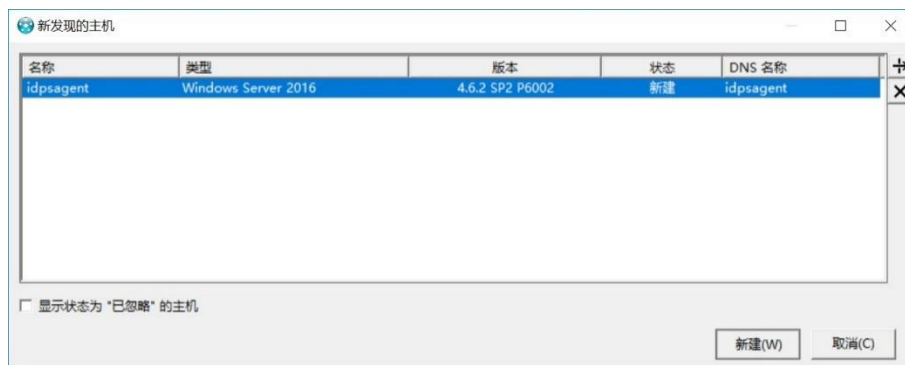 新发现的主机
名称 类型 版本 状态 DNS 名称
idpsagent Windows Server 2016 4.6.2 SP2 P6002 新建 idpsagent
显示状态为 "已忽略" 的主机
新建(W) 取消(C)